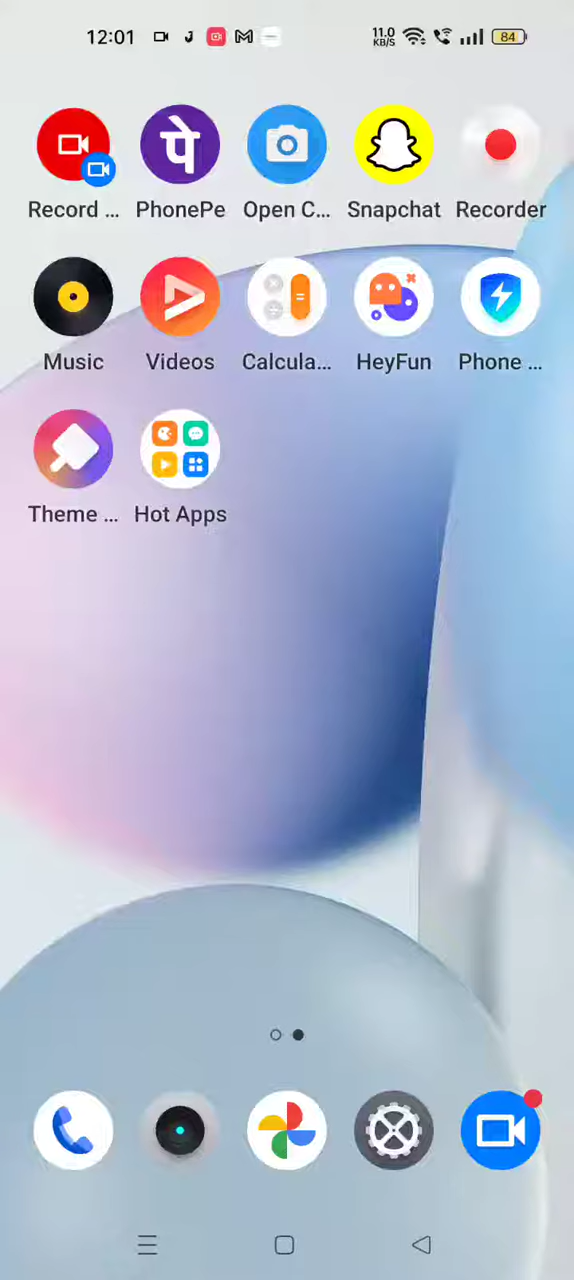 12:01 11.0 KB/S 84
पे
Record ... PhonePe Open C... Snapchat Recorder
Music Videos Calcula... HeyFun Phone ...
Theme ... Hot Apps